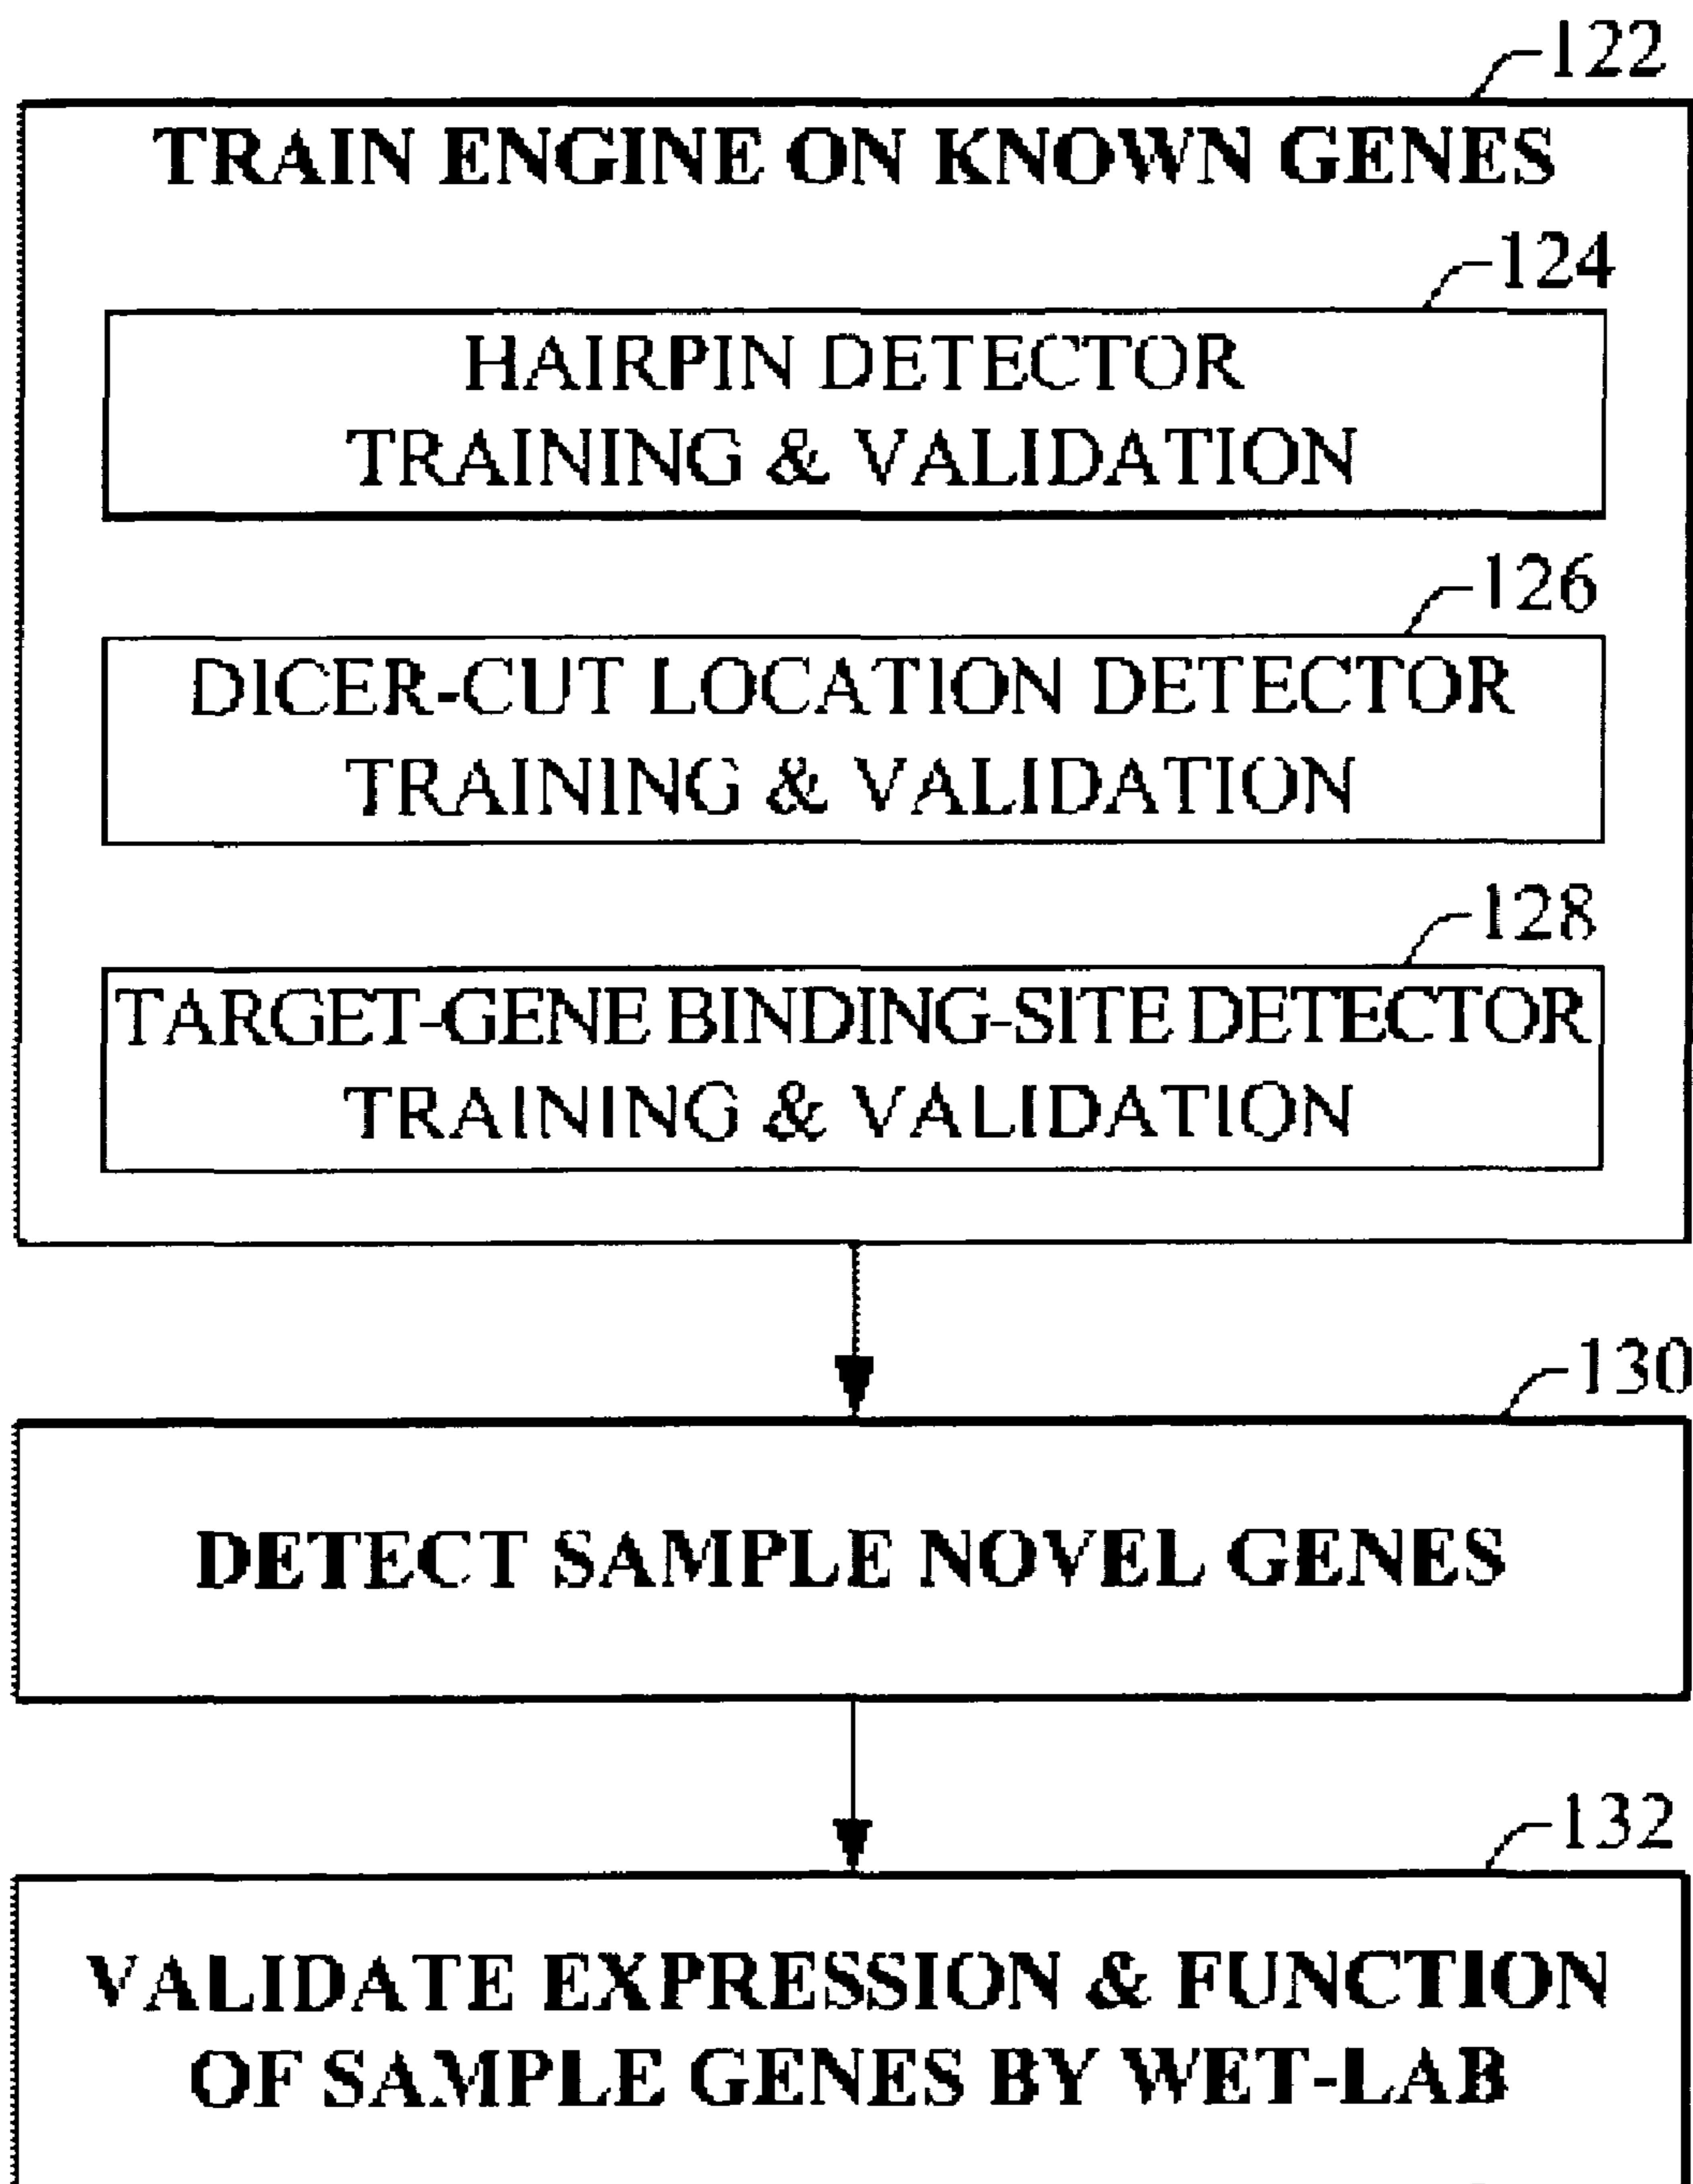 122
TRAIN ENGINE ON KNOWN GENES
124
HAIRPIN DETECTOR
TRAINING & VALIDATION
126
DICER-CUT LOCATION DETECTOR
TRAINING & VALIDATION
128
TARGET-GENE BINDING-SITE DETECTOR
TRAINING & VALIDATION
130
DETECT SAMPLE NOVEL GENES
132
VALIDATE EXPRESSION & FUNCTION
OF SAMPLE GENES BY WET-LAB